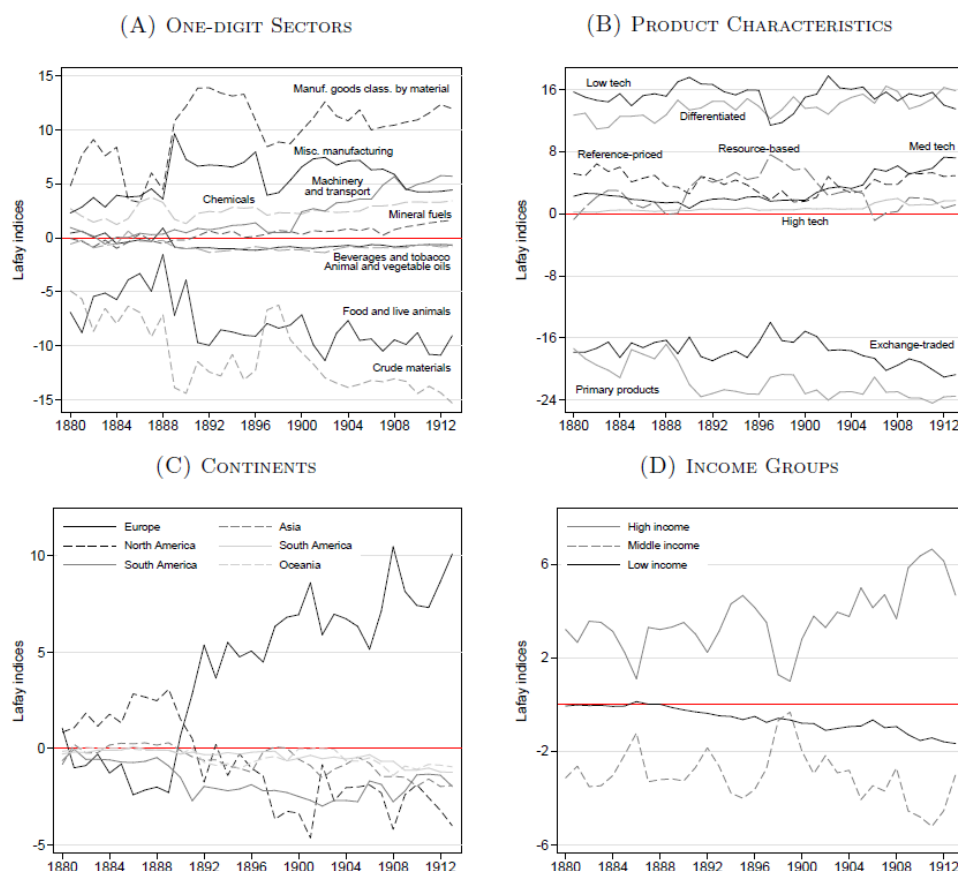 (A) ONE-DIGIT SECTORS
Lafay indices
15
10
5
0
-5
-10
-15
Manuf. goods class. by material
Misc. manufacturing
Machinery
and transport
Chemicals
Mineral fuels
Beverages and tobacco
Animal and vegetable oils
Food and live animals
Crude materials
1880 1884 1888 1892 1896 1900 1904 1908 1912
(B) PRODUCT CHARACTERISTICS
Lafay indices
16
8
0
-8
-16
-24
Low tech
Differentiated
Reference-priced
Resource-based
Med tech
High tech
Exchange-traded
Primary products
1880 1884 1888 1892 1896 1900 1904 1908 1912
(C) CONTINENTS
Lafay indices
10
5
0
-5
Europe
Asia
North America
South America
South America
Oceania
1880 1884 1888 1892 1896 1900 1904 1908 1912
(D) INCOME GROUPS
Lafay indices
6
2
-2
-6
High income
Middle income
Low income
1880 1884 1888 1892 1896 1900 1904 1908 1912